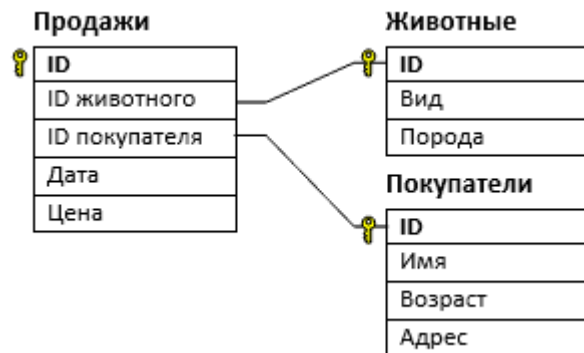 Продажи
ID
ID животного
ID покупателя
Дата
Цена
Животные
ID
Вид
Порода
Покупатели
ID
Имя
Возраст
Адрес